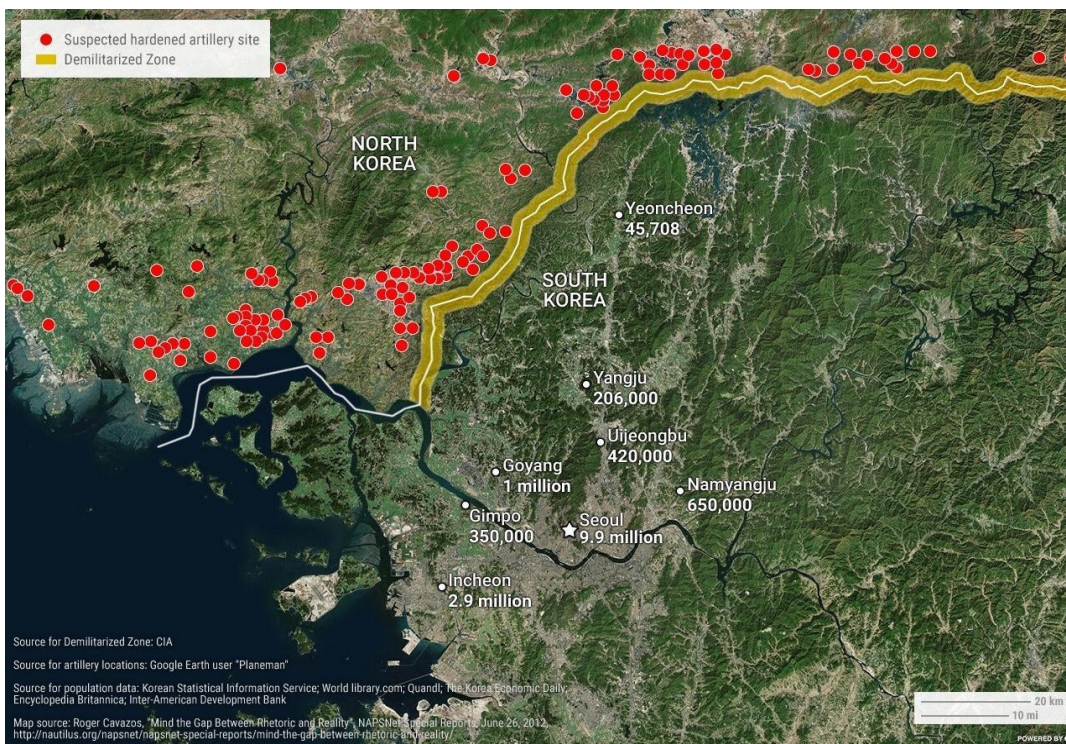 Suspected hardened artillery site
Demilitarized Zone
NORTH
KOREA
Yeoncheon
45,708
SOUTH
KOREA
Yangju
206,000
Uijeongbu
420,000
Goyang
1 million
Namyangju
650,000
Gimpo
350,000
Seoul
9.9 million
Incheon
2.9 million
Source for Demilitarized Zone: CIA
Source for artillery locations: Google Earth user "Planeman"
Source for population data: Korean Statistical Information Service; World library.com; Quandl; The Korea Economic Daily;
Encyclopedia Britannica; Inter-American Development Bank
Map source: Roger Cavazos, "Mind the Gap Between Rhetoric and Reality", NAPSNet Special Reports, June 26, 2012,
http://nautilus.org/napsnet/napsnet-special-reports/mind-the-gap-between-rhetoric-and-reality/
20 km
10 mi
POWERED BY